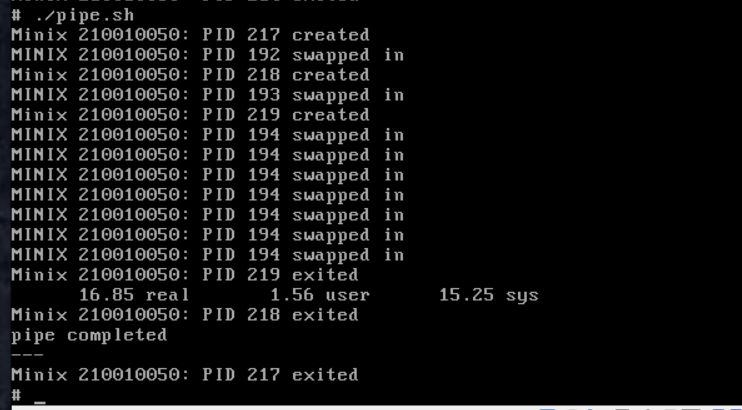 # ./pipe.sh
Minix 210010050: PID 217 created
MINIX 210010050: PID 192 swapped in
Minix 210010050: PID 218 created
MINIX 210010050: PID 193 swapped in
Minix 210010050: PID 219 created
MINIX 210010050: PID 194 swapped in
MINIX 210010050: PID 194 swapped in
MINIX 210010050: PID 194 swapped in
MINIX 210010050: PID 194 swapped in
MINIX 210010050: PID 194 swapped in
MINIX 210010050: PID 194 swapped in
MINIX 210010050: PID 194 swapped in
Minix 210010050: PID 219 exited
16.85 real 1.56 user 15.25 sys
Minix 210010050: PID 218 exited
pipe completed
---
Minix 210010050: PID 217 exited
# _